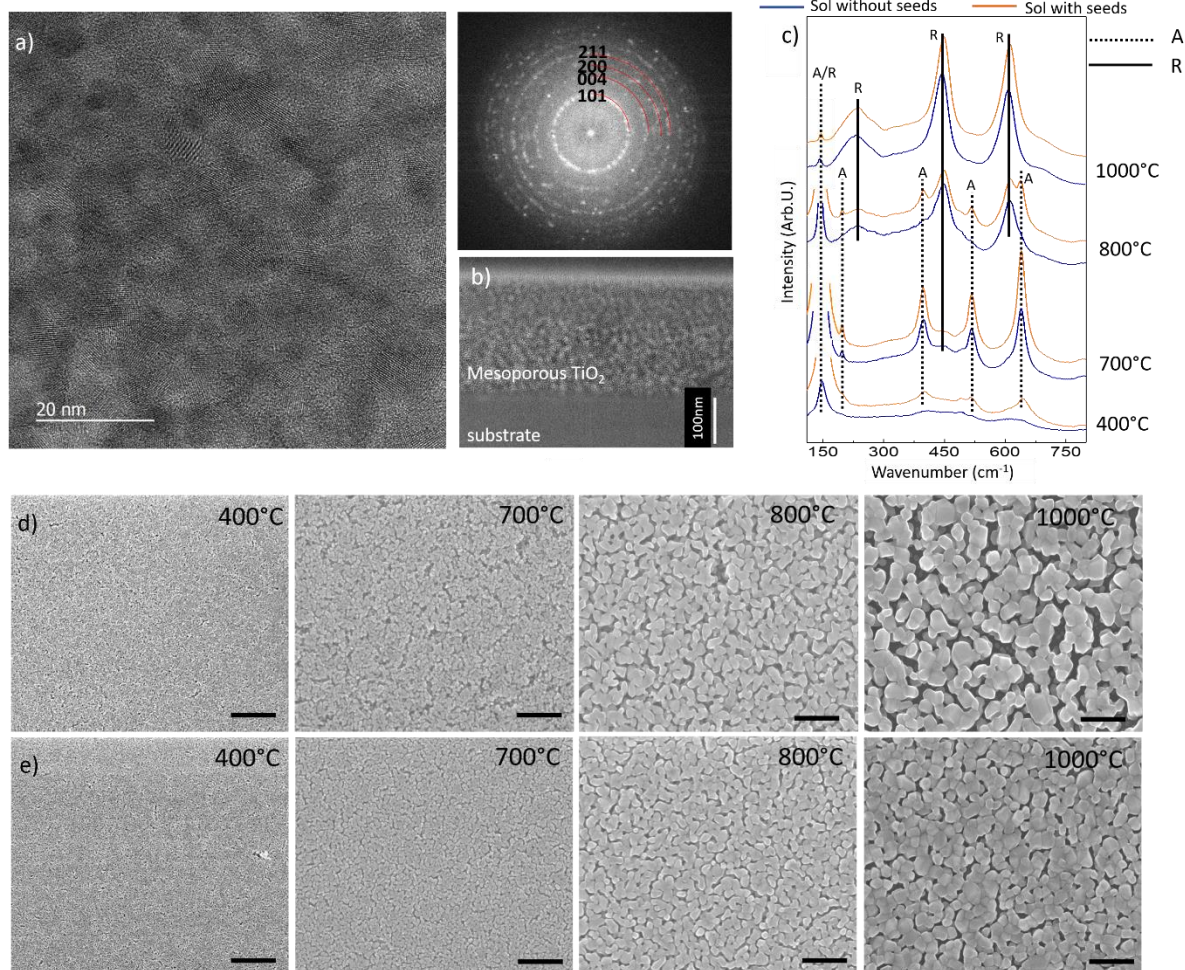 a)
20 nm
211
200
004
101
b)
Mesoporous TiO₂
substrate
100nm
Sol without seeds
Sol with seeds
c)
A
R
R
R
A/R
R
1000°C
A
A
A
A
800°C
700°C
400°C
Intensity (Arb.U.)
150 300 450 600 750
Wavenumber (cm⁻¹)
d)
400°C
700°C
800°C
1000°C
e)
400°C
700°C
800°C
1000°C